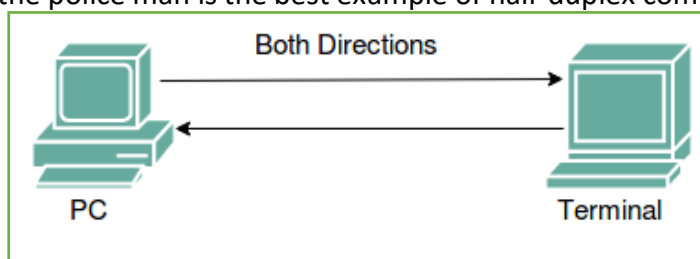 the police man is the best example of half duplex com
Both Directions
PC
Terminal